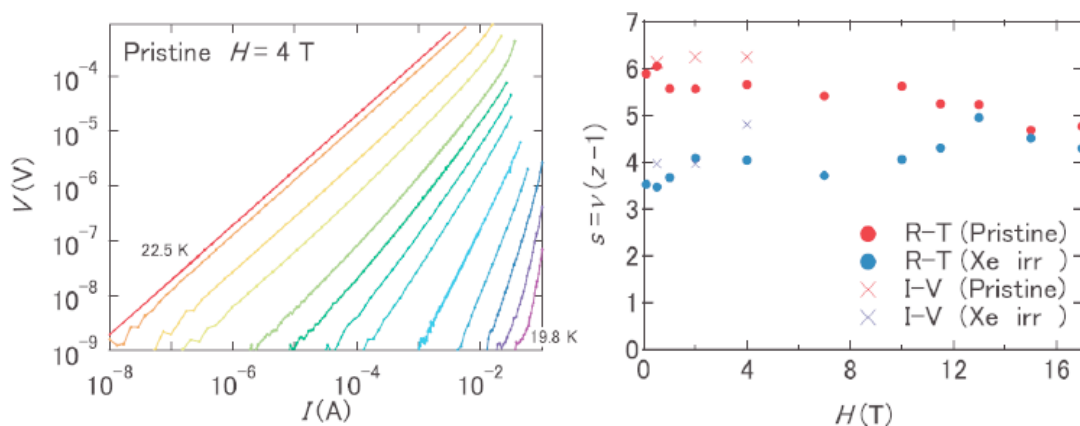 Pristine H = 4 T
V(V)
10⁻⁴
10⁻⁵
10⁻⁶
10⁻⁷
10⁻⁸
10⁻⁹
22.5 K
19.8 K
10⁻⁸
10⁻⁶
10⁻⁴
10⁻²
I(A)
s = ν(z−1)
7
6
5
4
3
2
1
0
R-T (Pristine)
R-T (Xe irr )
I-V (Pristine)
I-V (Xe irr )
0
4
8
12
16
H(T)